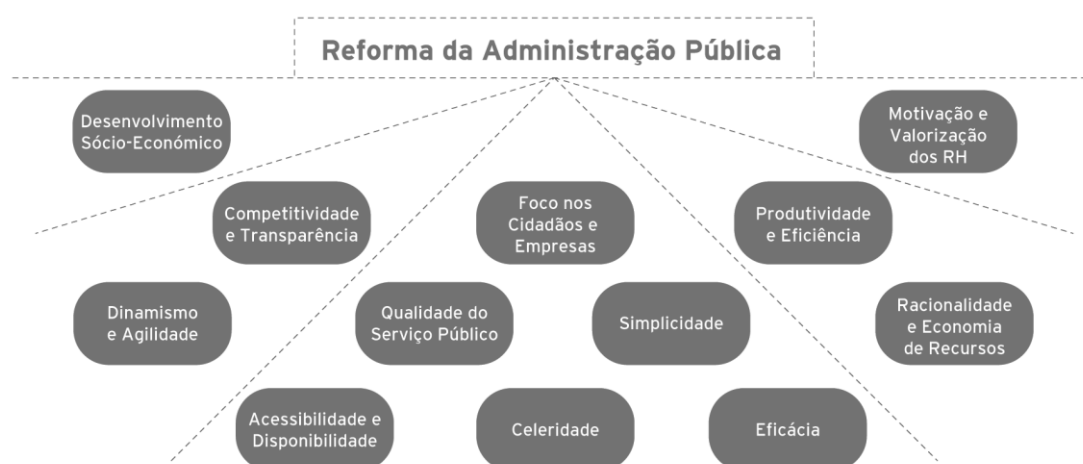 Reforma da Administração Pública
Desenvolvimento
Sócio-Económico
Motivação e
Valorização
dos RH
Competitividade
e Transparência
Foco nos
Cidadãos e
Empresas
Produtividade
e Eficiência
Dinamismo
e Agilidade
Qualidade do
Serviço Público
Simplicidade
Racionalidade
e Economia
de Recursos
Acessibilidade e
Disponibilidade
Celeridade
Eficácia